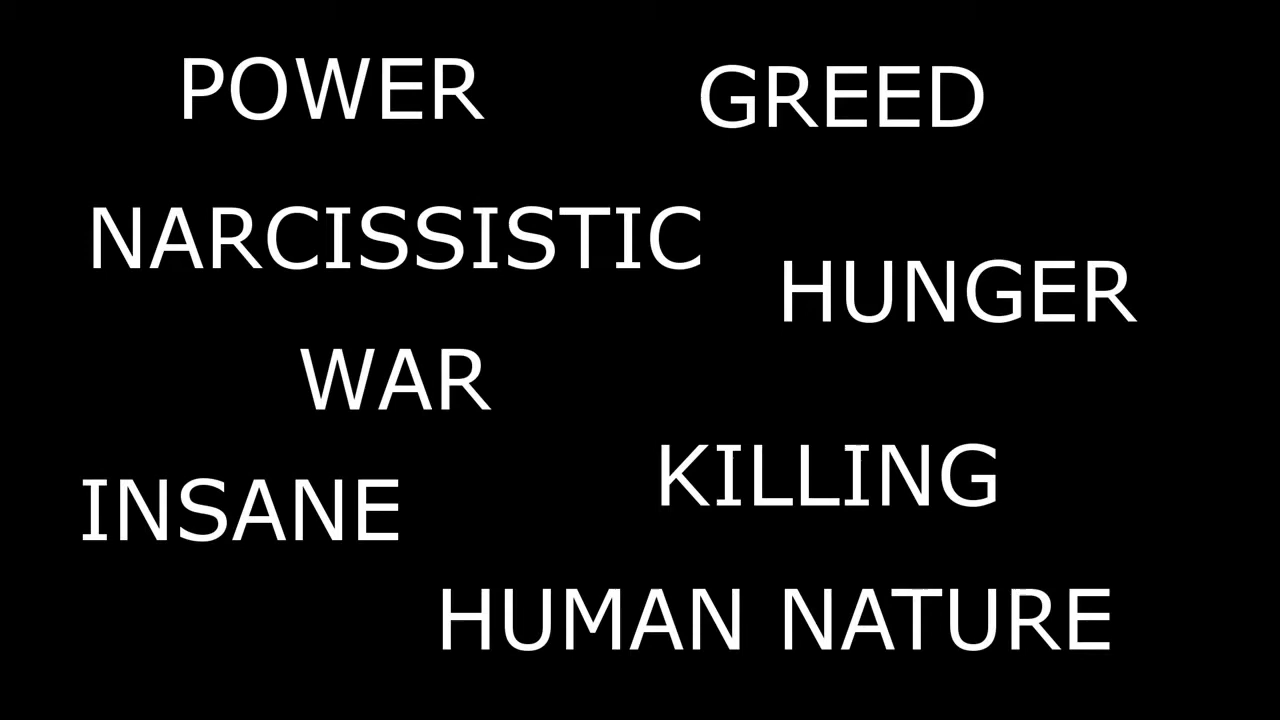 POWER
GREED
NARCISSISTIC
HUNGER
WAR
KILLING
INSANE
HUMAN NATURE